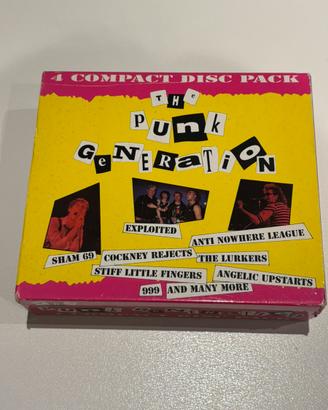 4 COMPACT DISC PACK
THe
puNk
GeNERaTioN
EXPLOITED
ANTI NOWHERE LEAGUE
SHAM 69
COCKNEY REJECTS
THE LURKERS
STIFF LITTLE FINGERS
ANGELIC UPSTARTS
999
AND MANY MORE